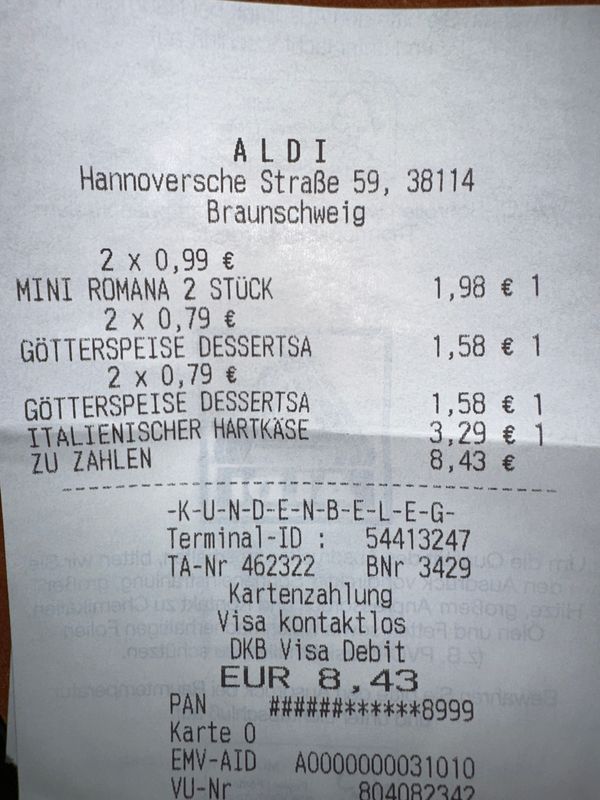 ALDI
Hannoversche Straße 59, 38114
Braunschweig
2 x 0,99 €
MINI ROMANA 2 STÜCK 1,98 € 1
2 x 0,79 €
GÖTTERSPEISE DESSERTSA 1,58 € 1
2 x 0,79 €
GÖTTERSPEISE DESSERTSA 1,58 € 1
ITALIENISCHER HARTKÄSE 3,29 € 1
ZU ZAHLEN 8,43 €
-K-U-N-D-E-N-B-E-L-E-G-
Terminal-ID : 54413247
TA-Nr 462322 BNr 3429
Kartenzahlung
Visa kontaktlos
DKB Visa Debit
EUR 8,43
PAN ######******8999
Karte 0
EMV-AID A0000000031010
VU-Nr 804082342